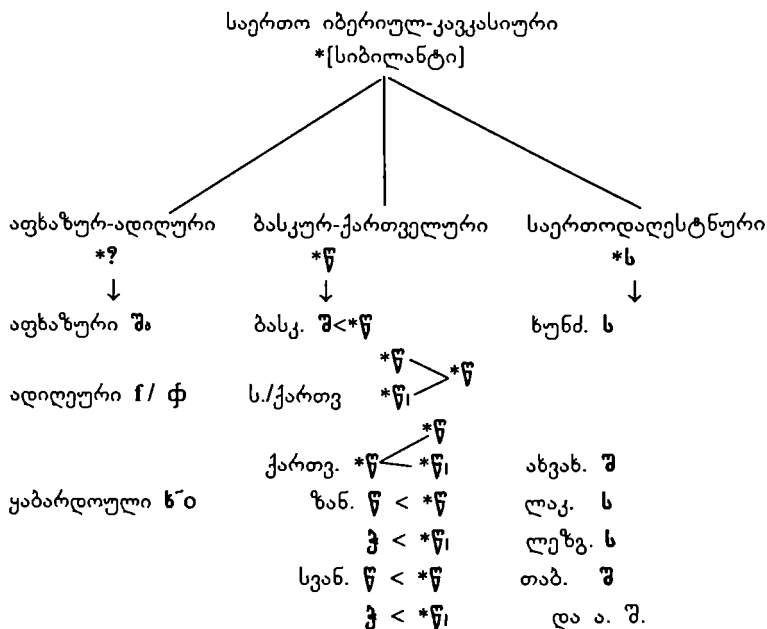 საერთო იბერიულ-კავკასიური
*[სიბილანტი]
აფხაზურ-ადიღური ბასკურ-ქართველური საერთოდაღესტნური
*? *წ *ს
↓ ↓ ↓
აფხაზური შა ბასკ. შ<*წ ხუნძ. ს
*წ
*წ
ადიღეური f / ф ს./ქართვ *წ₁
*წ
ქართვ. *წ *წ₁ ახვახ. შ
ყაბარდოული ხ̄ о ზან. წ < *წ ლაკ. ს
ჭ < *წ₁ ლეზგ. ს
სვან. წ < *წ თაბ. შ
ჭ < *წ₁ და ა. შ.